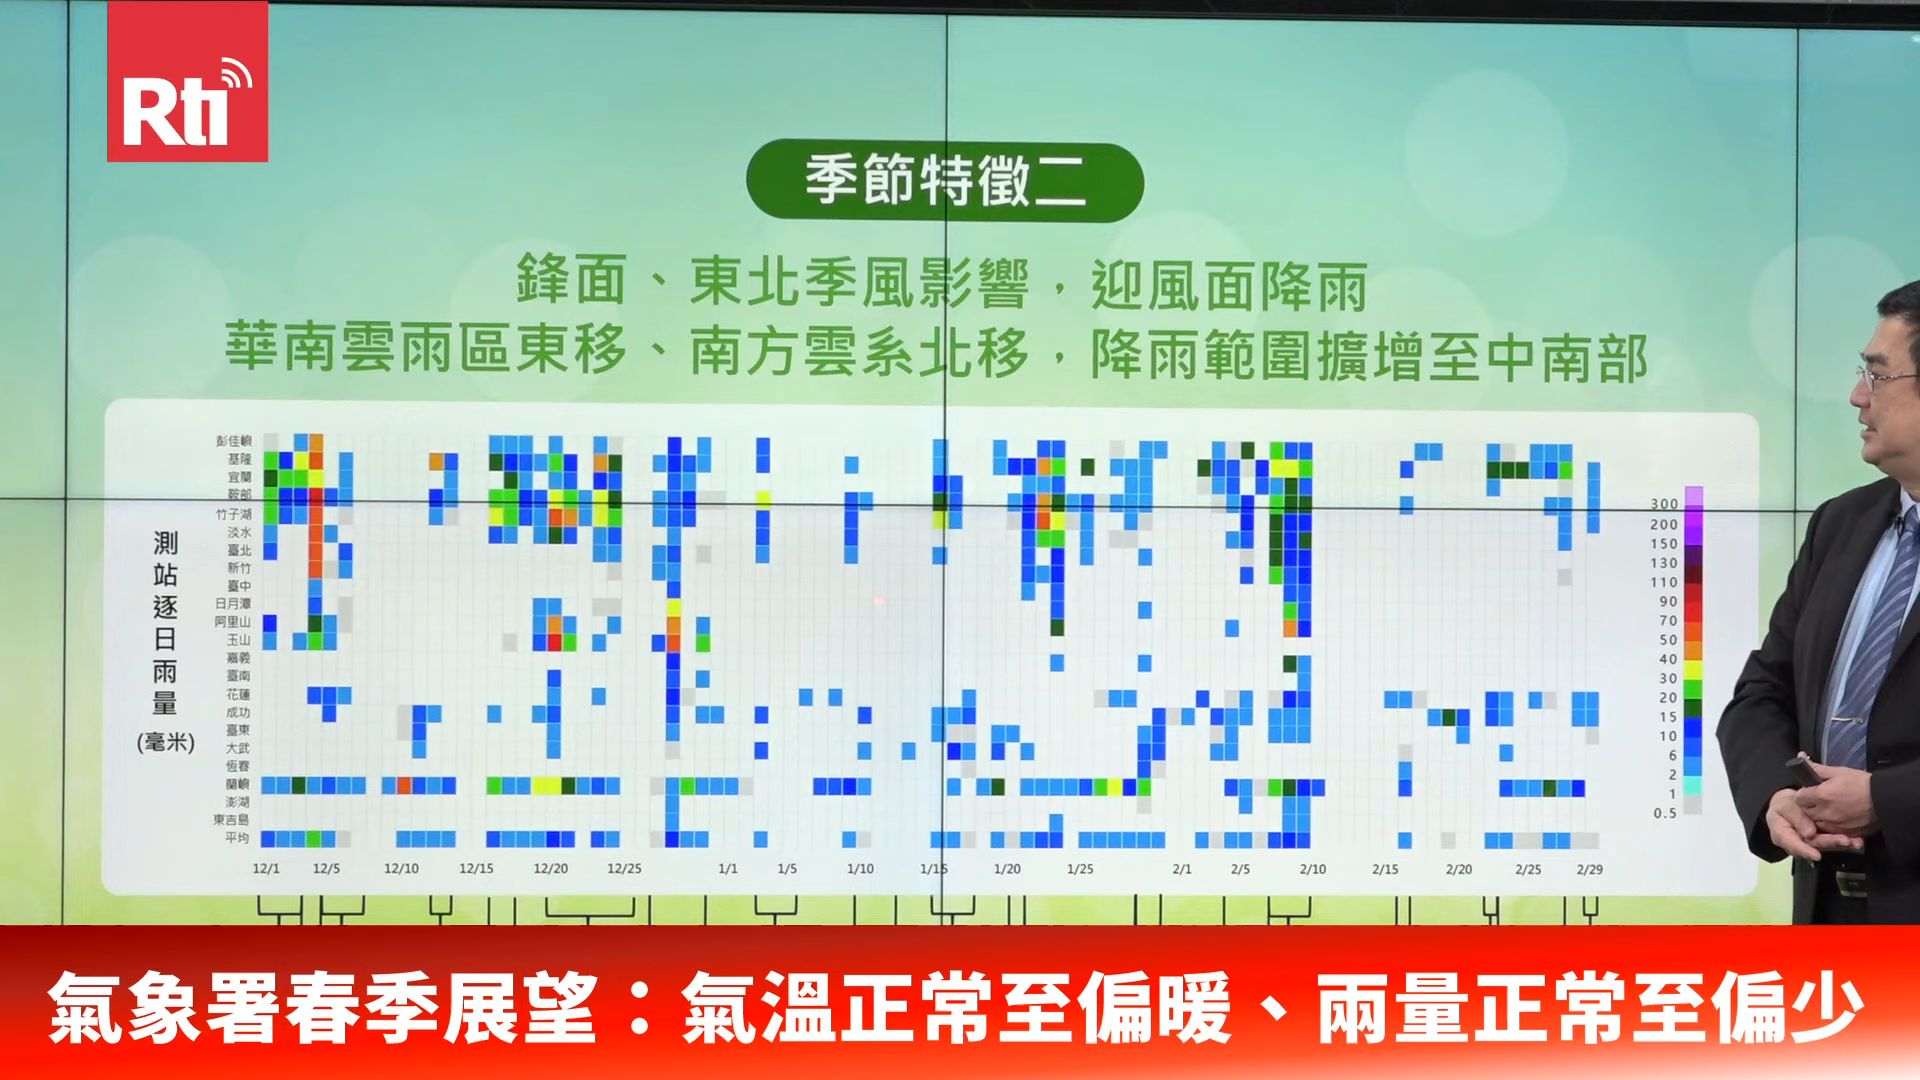 Rti
季節特徵二
鋒面、東北季風影響，迎風面降雨
華南雲雨區東移、南方雲系北移，降雨範圍擴增至中南部
測站逐日雨量
(毫米)
彭佳嶼
基隆
宜蘭
鞍部
竹子湖
淡水
臺北
新竹
臺中
日月潭
阿里山
玉山
嘉義
臺南
花蓮
成功
臺東
大武
恆春
蘭嶼
澎湖
東吉島
平均
12/1 12/5 12/10 12/15 12/20 12/25 1/1 1/5 1/10 1/15 1/20 1/25 2/1 2/5 2/10 2/15 2/20 2/25 2/29
300
200
150
130
110
90
70
50
40
30
20
15
10
6
2
1
0.5
氣象署春季展望：氣溫正常至偏暖、兩量正常至偏少